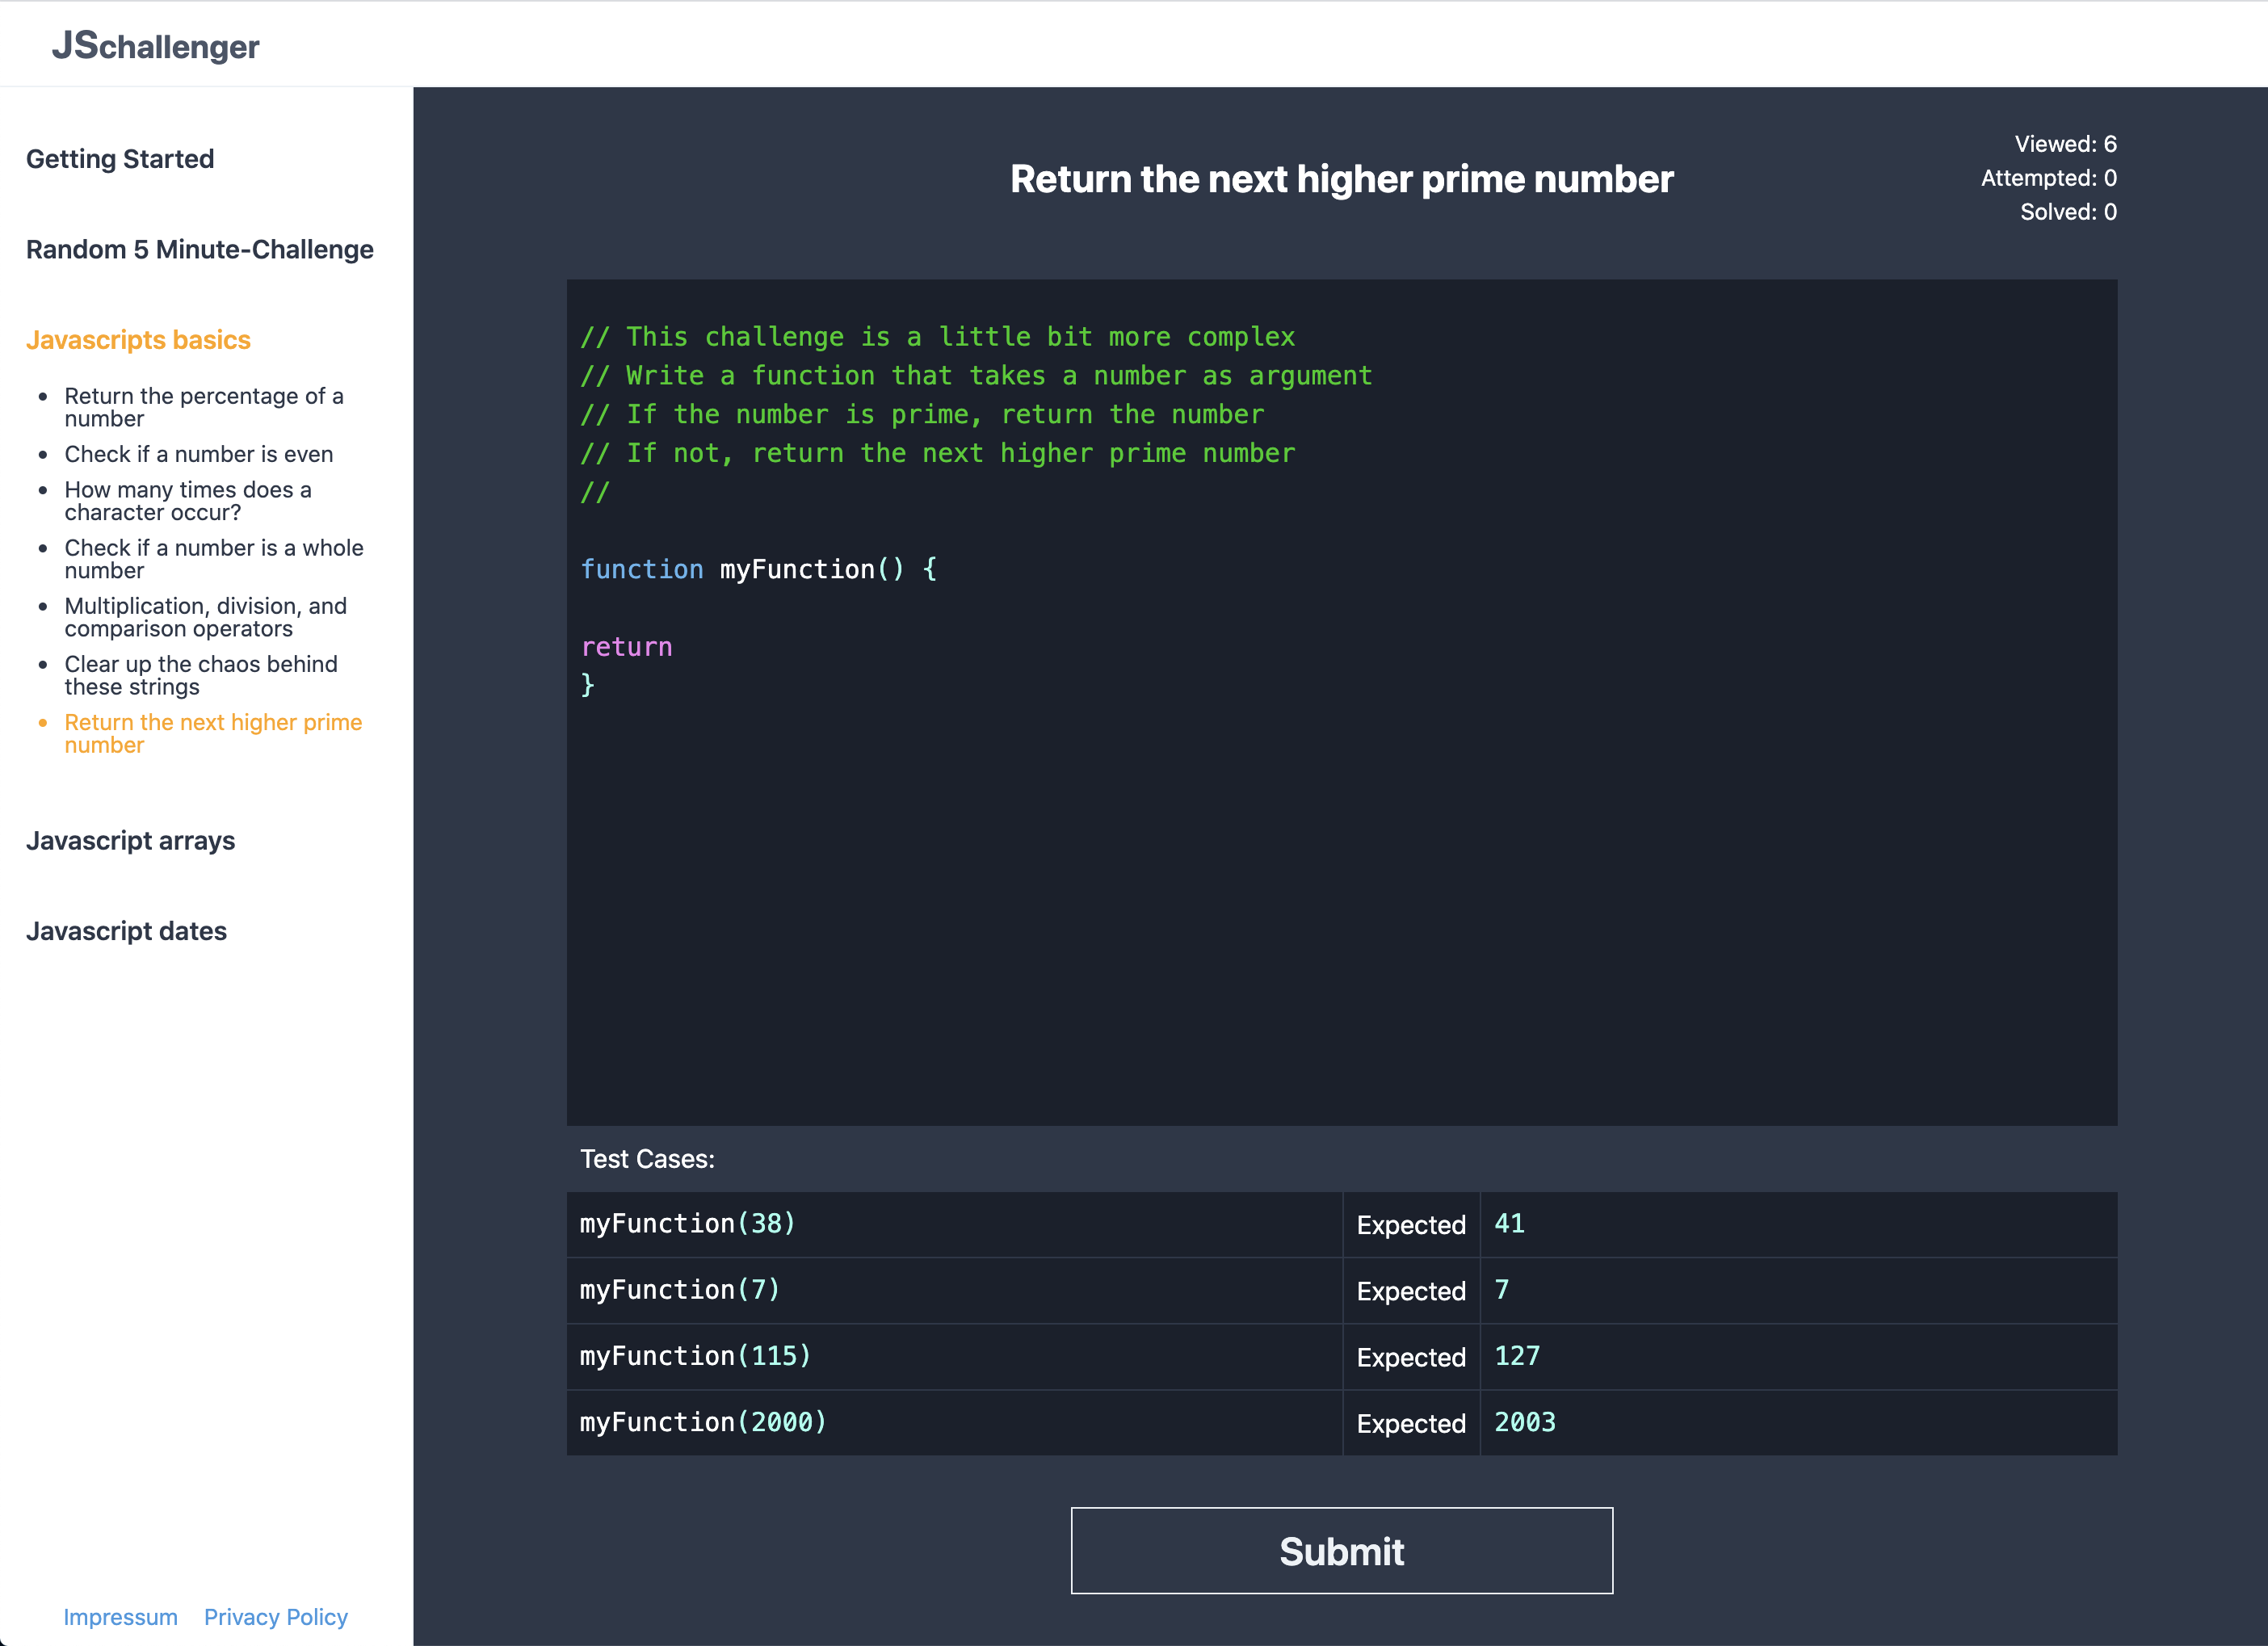 JSchallenger
Getting Started
Random 5 Minute-Challenge
Javascripts basics
Return the percentage of a
number
Check if a number is even
How many times does a
character occur?
Check if a number is a whole
number
Multiplication, division, and
comparison operators
Clear up the chaos behind
these strings
Return the next higher prime
number
Javascript arrays
Javascript dates
Impressum Privacy Policy
Return the next higher prime number
Viewed: 6
Attempted: 0
Solved: 0
// This challenge is a little bit more complex
// Write a function that takes a number as argument
// If the number is prime, return the number
// If not, return the next higher prime number
//
function myFunction() {
return
}
Test Cases:
myFunction(38) Expected 41
myFunction(7) Expected 7
myFunction(115) Expected 127
myFunction(2000) Expected 2003
Submit